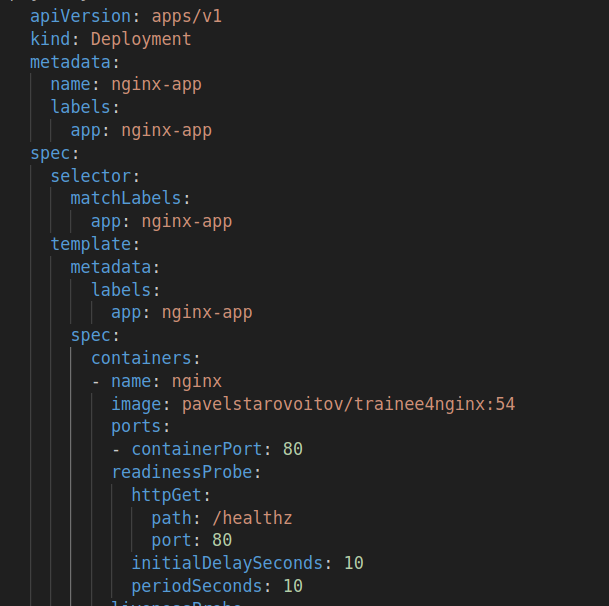 apiVersion: apps/v1
kind: Deployment
metadata:
  name: nginx-app
  labels:
    app: nginx-app
spec:
  selector:
    matchLabels:
      app: nginx-app
  template:
    metadata:
      labels:
        app: nginx-app
    spec:
      containers:
      - name: nginx
        image: pavelstarovoitov/trainee4nginx:54
        ports:
        - containerPort: 80
        readinessProbe:
          httpGet:
            path: /healthz
            port: 80
          initialDelaySeconds: 10
          periodSeconds: 10